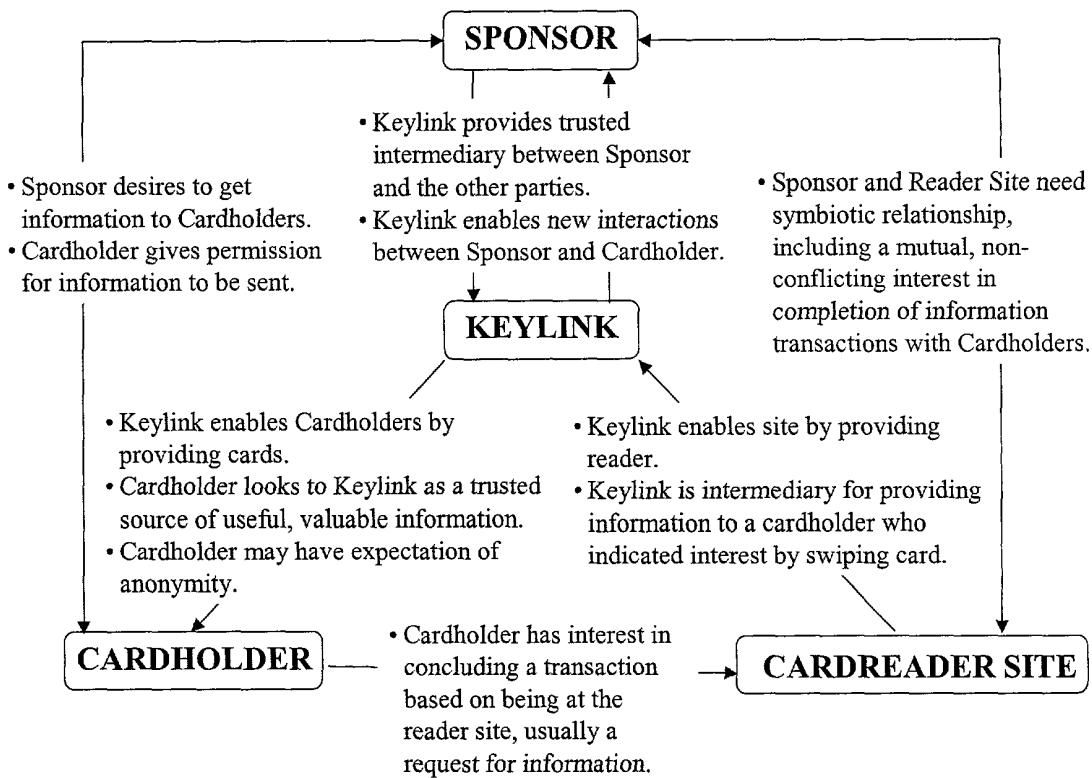 SPONSOR
• Keylink provides trusted
intermediary between Sponsor
and the other parties.
• Keylink enables new interactions
between Sponsor and Cardholder.
• Sponsor desires to get
information to Cardholders.
• Cardholder gives permission
for information to be sent.
• Sponsor and Reader Site need
symbiotic relationship,
including a mutual, non-
conflicting interest in
completion of information
transactions with Cardholders.
KEYLINK
• Keylink enables Cardholders by
providing cards.
• Cardholder looks to Keylink as a trusted
source of useful, valuable information.
• Cardholder may have expectation of
anonymity.
• Keylink enables site by providing
reader.
• Keylink is intermediary for providing
information to a cardholder who
indicated interest by swiping card.
CARDHOLDER
• Cardholder has interest in
concluding a transaction
based on being at the
reader site, usually a
request for information.
CARDREADER SITE